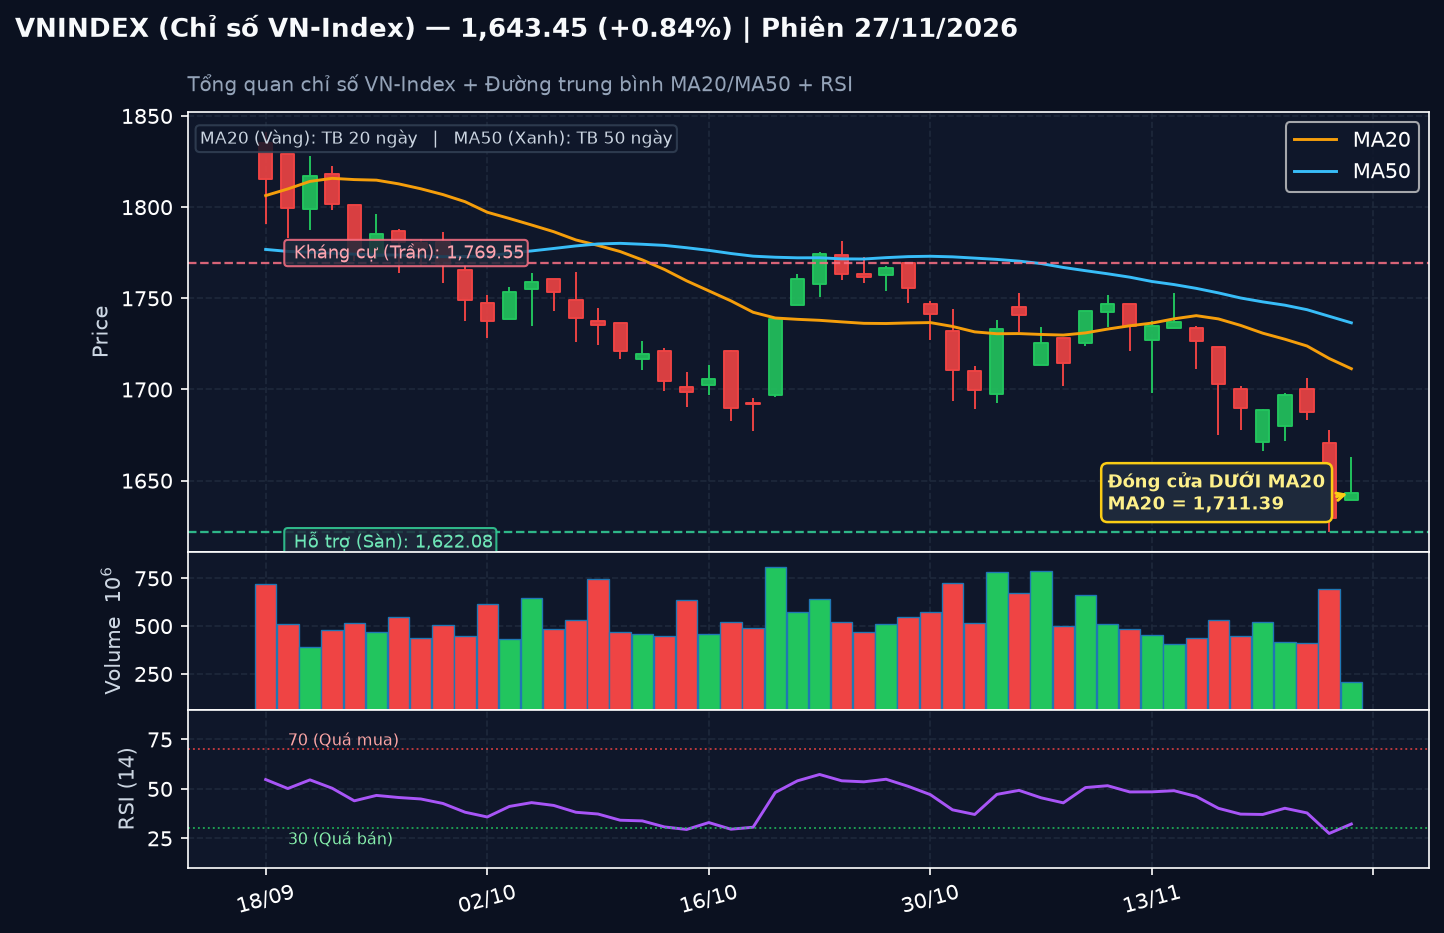 VNINDEX (Chỉ số VN-Index) — 1,643.45 (+0.84%) | Phiên 27/11/2026
Tổng quan chỉ số VN-Index + Đường trung bình MA20/MA50 + RSI
MA20 (Vàng): TB 20 ngày | MA50 (Xanh): TB 50 ngày
MA20
MA50
Price
1850
1800
1750
1700
1650
Kháng cự (Trần): 1,769.55
Đóng cửa DƯỚI MA20
MA20 = 1,711.39
Hỗ trợ (Sàn): 1,622.08
Volume 10⁶
750
500
250
RSI (14)
75
50
25
70 (Quá mua)
30 (Quá bán)
18/09
02/10
16/10
30/10
13/11